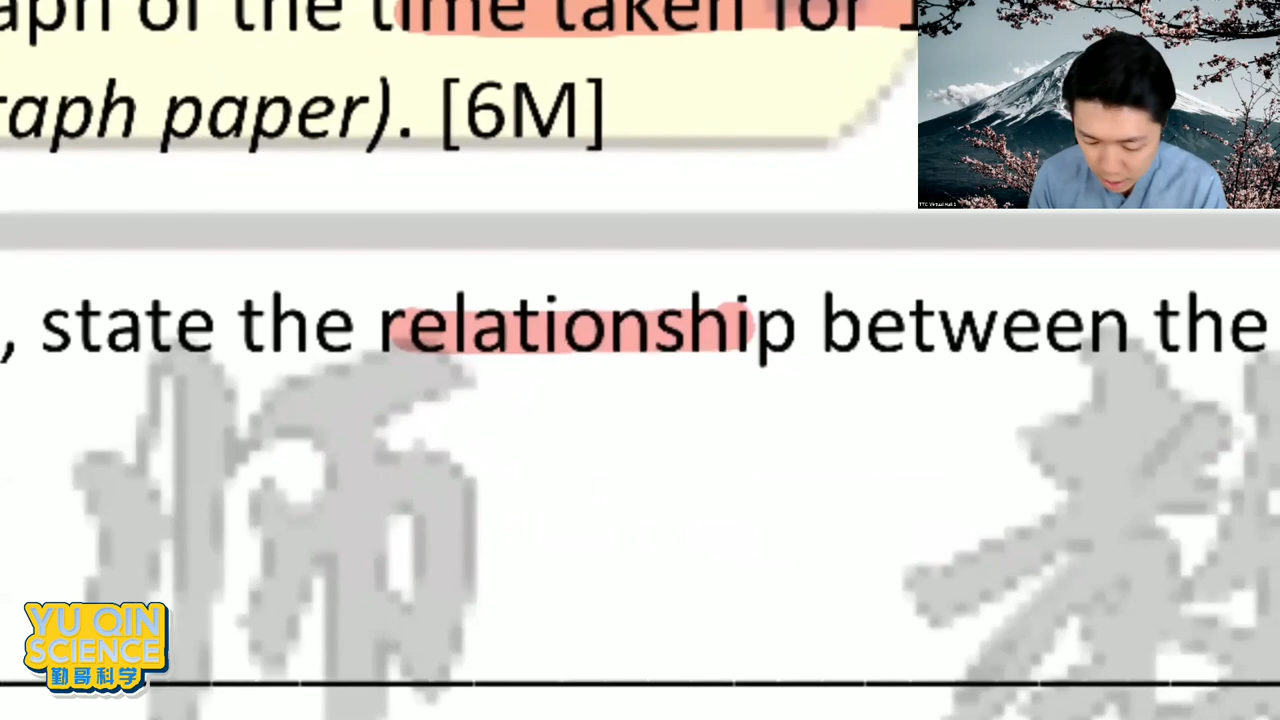 aph of the time taken for
raph paper). [6M]
, state the relationship between the
YU QIN
SCIENCE
勤哥科学